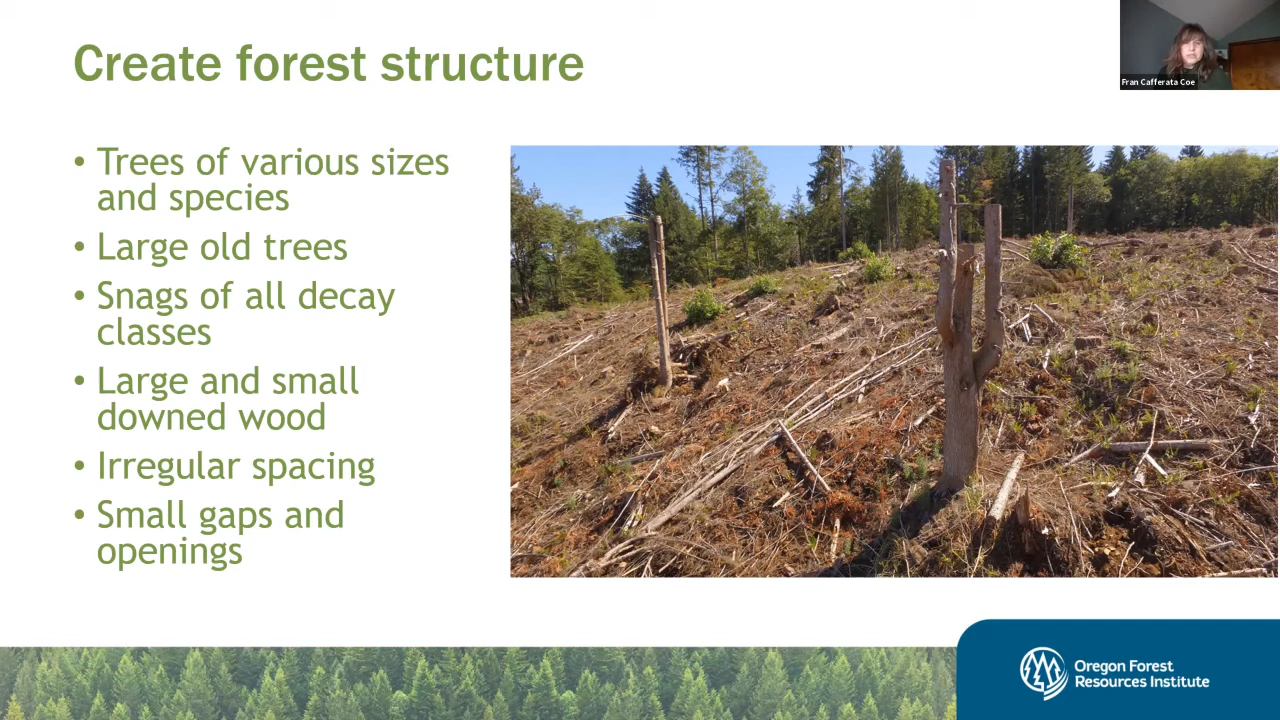 Create forest structure
Fran Cafferata Coe
• Trees of various sizes
and species
• Large old trees
• Snags of all decay
classes
• Large and small
downed wood
• Irregular spacing
• Small gaps and
openings
Oregon Forest
Resources Institute